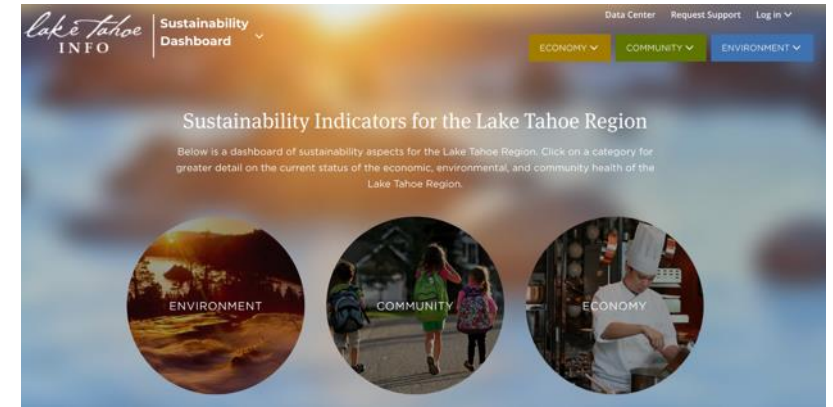 Data Center Request Support Log in
lake Tahoe
INFO
Sustainability
Dashboard
ECONOMY COMMUNITY ENVIRONMENT
Sustainability Indicators for the Lake Tahoe Region
Below is a dashboard of sustainability aspects for the Lake Tahoe Region. Click on a category for
greater detail on the current status of the economic, environmental, and community health of the
Lake Tahoe Region.
ENVIRONMENT COMMUNITY ECONOMY